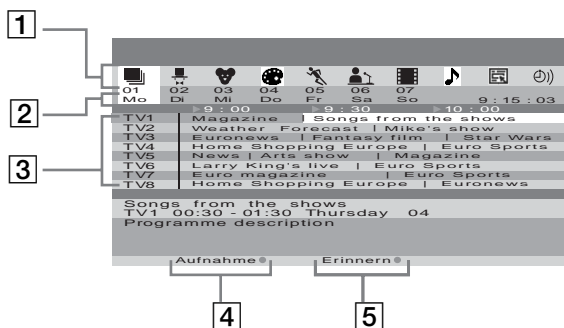 1
01 02 03 04 05 06 07
2 Mo Di Mi Do Fr Sa So 9 : 15 : 03
9 : 00 9 : 30 10 : 00
TV1 Magazine | Songs from the shows
TV2 Weather Forecast | Mike's show
TV3 Euronews | Fantasy film | Star Wars
TV4 Home Shopping Europe | Euro Sports
3 TV5 News | Arts show | Magazine
TV6 Larry King's live | Euro Sports
TV7 Euro magazine | Euro Sports
TV8 Home Shopping Europe | Euronews
Songs from the shows
TV1 00:30 - 01:30 Thursday 04
Programme description
Aufnahme Erinnern
4 5